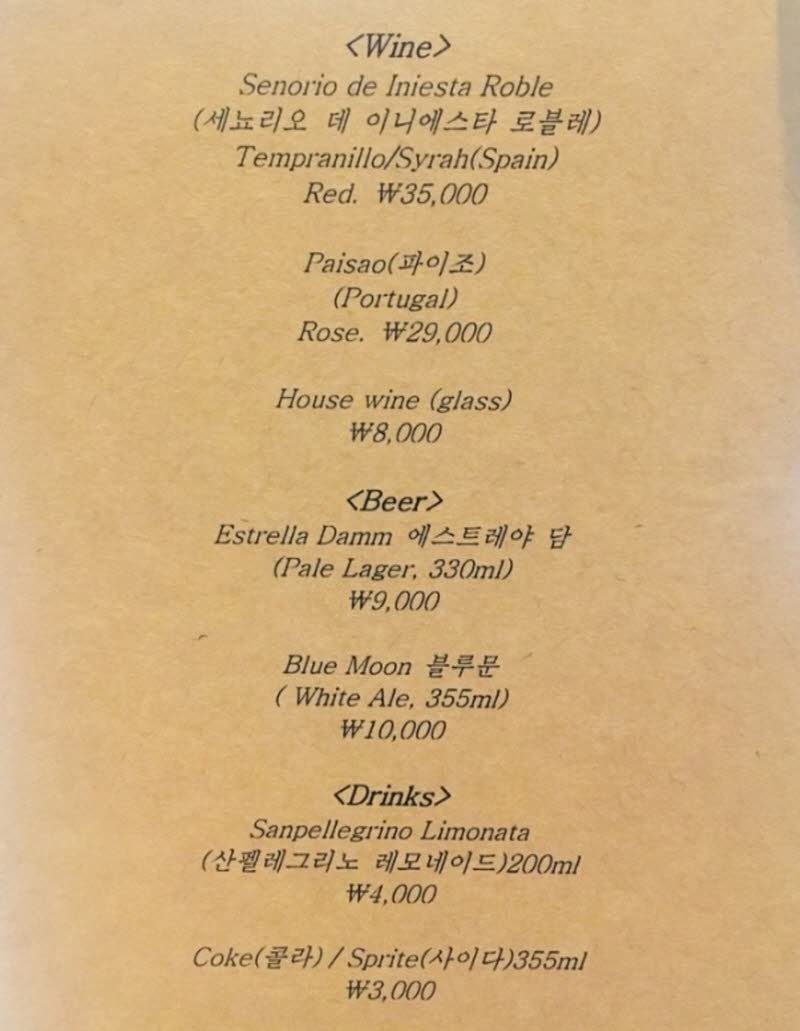 <Wine>
Senorio de Iniesta Roble
(세뇨리오 데 이니에스타 로블레)
Tempranillo/Syrah(Spain)
Red. ₩35,000
Paisao(파이조)
(Portugal)
Rose. ₩29,000
House wine (glass)
₩8,000
<Beer>
Estrella Damm 에스트레야 담
(Pale Lager, 330ml)
₩9,000
Blue Moon 블루문
( White Ale, 355ml)
₩10,000
<Drinks>
Sanpellegrino Limonata
(산펠레그리노 레모네이드)200ml
₩4,000
Coke(콜라) / Sprite(사이다)355ml
₩3,000